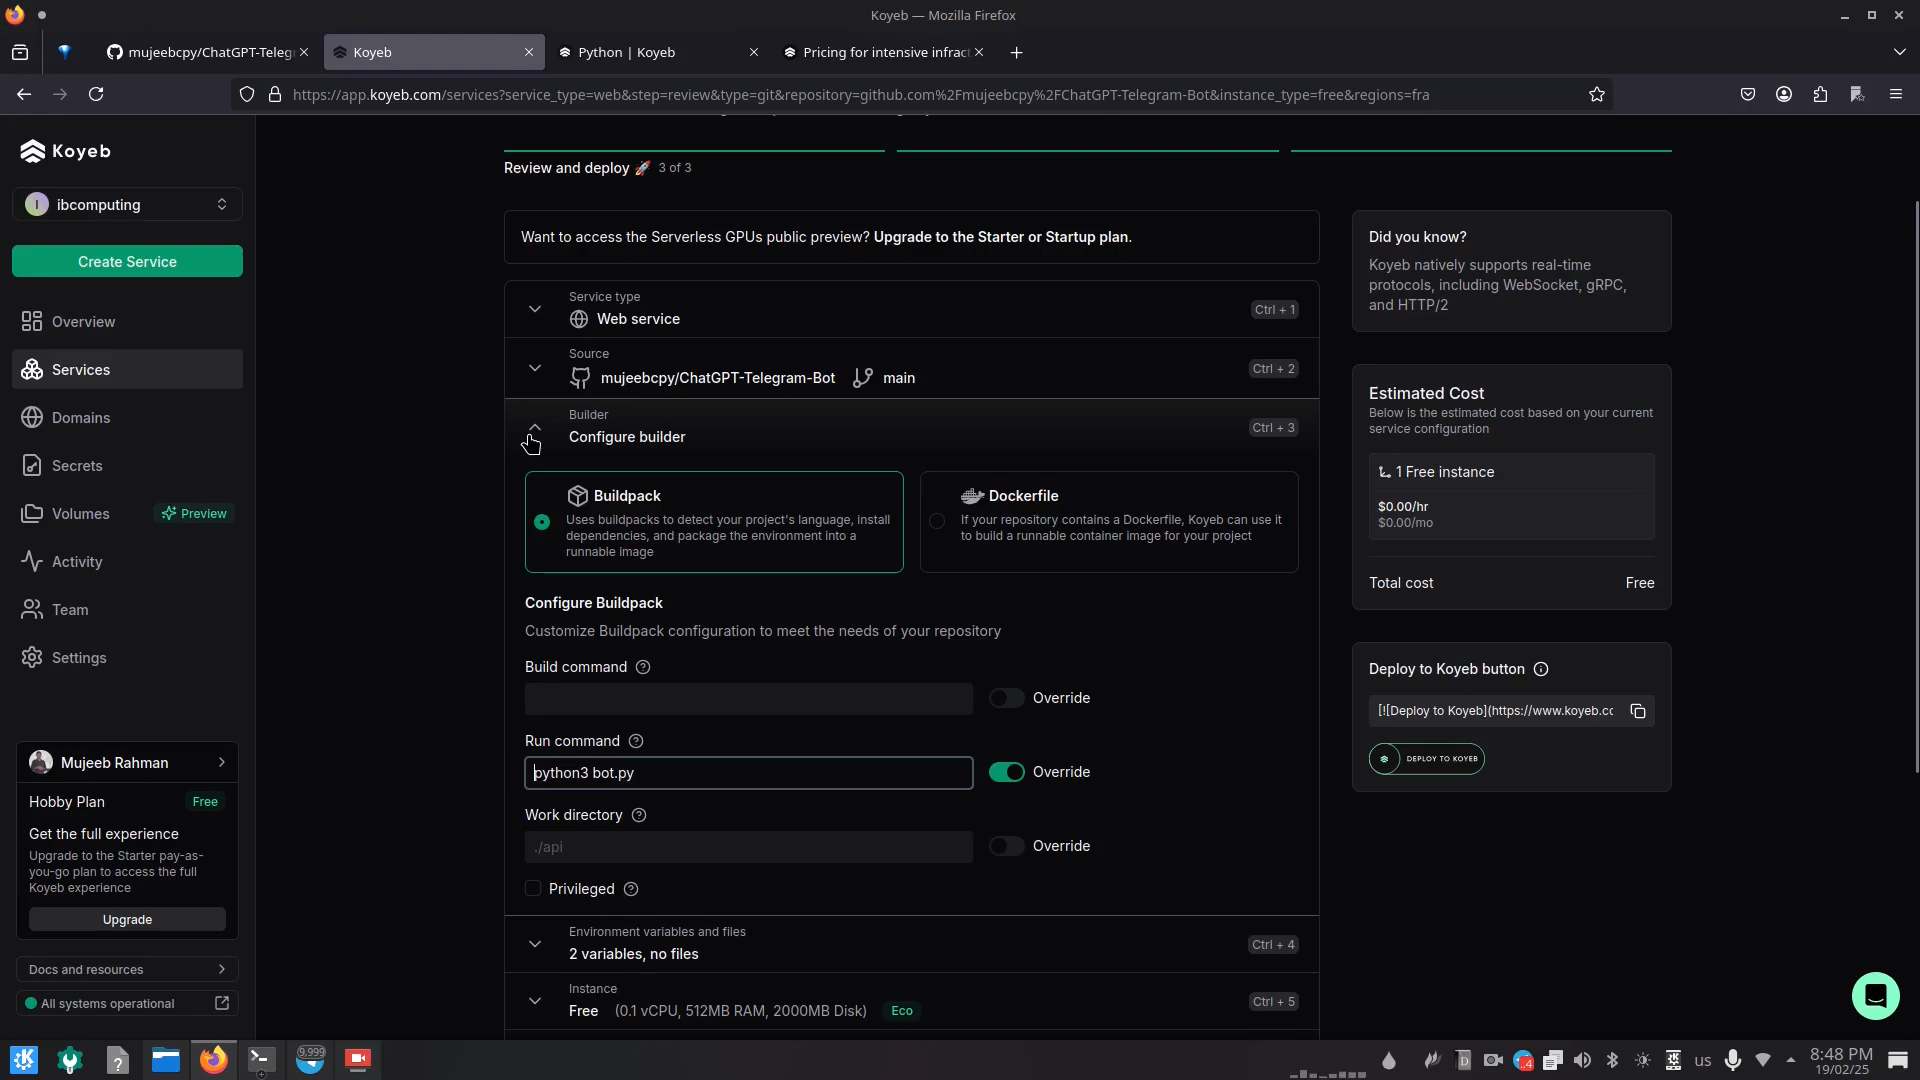 Koyeb — Mozilla Firefox
mujeebcpy/ChatGPT-Teleg
Koyeb
Python | Koyeb
Pricing for intensive infrac
https://app.koyeb.com/services?service_type=web&step=review&type=git&repository=github.com%2Fmujeebcpy%2FChatGPT-Telegram-Bot&instance_type=free&regions=fra
Koyeb
I
ibcomputing
Create Service
Overview
Services
Domains
Secrets
Volumes
Preview
Activity
Team
Settings
Mujeeb Rahman
Hobby Plan
Free
Get the full experience
Upgrade to the Starter pay-as-
you-go plan to access the full
Koyeb experience
Upgrade
Docs and resources
All systems operational
Review and deploy 🚀 3 of 3
Want to access the Serverless GPUs public preview? Upgrade to the Starter or Startup plan.
Service type
Web service
Ctrl + 1
Source
mujeebcpy/ChatGPT-Telegram-Bot
main
Ctrl + 2
Builder
Configure builder
Ctrl + 3
Buildpack
Uses buildpacks to detect your project's language, install
dependencies, and package the environment into a
runnable image
Dockerfile
If your repository contains a Dockerfile, Koyeb can use it
to build a runnable container image for your project
Configure Buildpack
Customize Buildpack configuration to meet the needs of your repository
Build command
Override
Run command
python3 bot.py
Override
Work directory
./api
Override
Privileged
Environment variables and files
2 variables, no files
Ctrl + 4
Instance
Free (0.1 vCPU, 512MB RAM, 2000MB Disk) Eco
Ctrl + 5
Did you know?
Koyeb natively supports real-time
protocols, including WebSocket, gRPC,
and HTTP/2
Estimated Cost
Below is the estimated cost based on your current
service configuration
1 Free instance
$0.00/hr
$0.00/mo
Total cost
Free
Deploy to Koyeb button
[![Deploy to Koyeb](https://www.koyeb.cc
DEPLOY TO KOYEB
9,999
D
4
us
8:48 PM
19/02/25